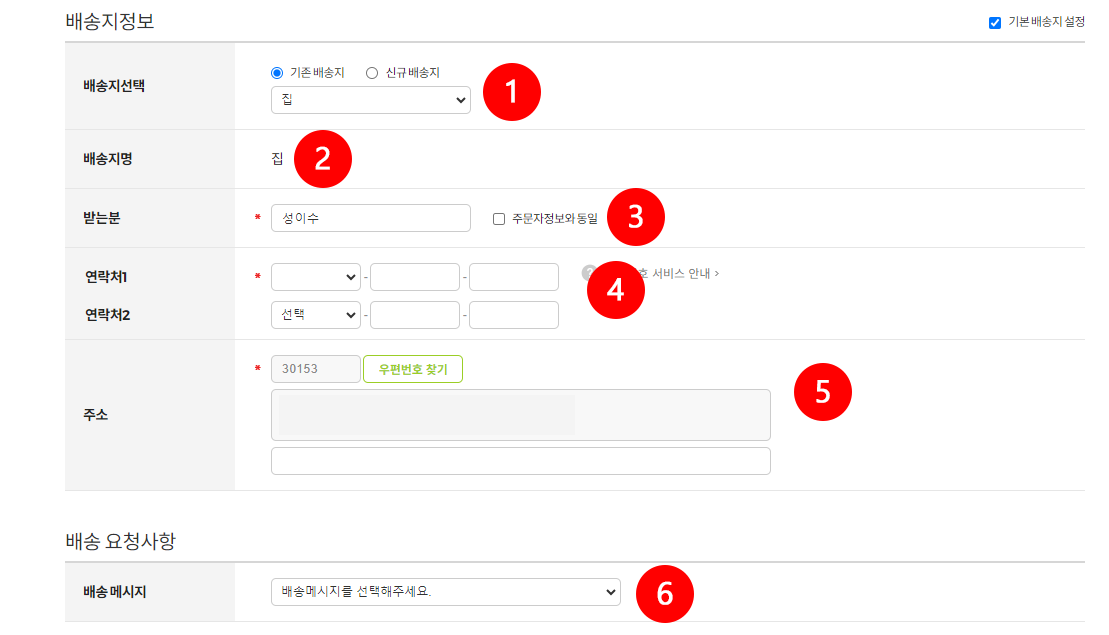 배송지정보
기본 배송지 설정
배송지선택
기존 배송지 신규 배송지
집
1
배송지명
집
2
받는분
* 성이수
주문자정보와 동일
3
연락처1
* - -
호 서비스 안내 >
4
연락처2
선택 - -
주소
* 30153 우편번호 찾기
5
배송 요청사항
배송 메시지
배송메시지를 선택해주세요.
6